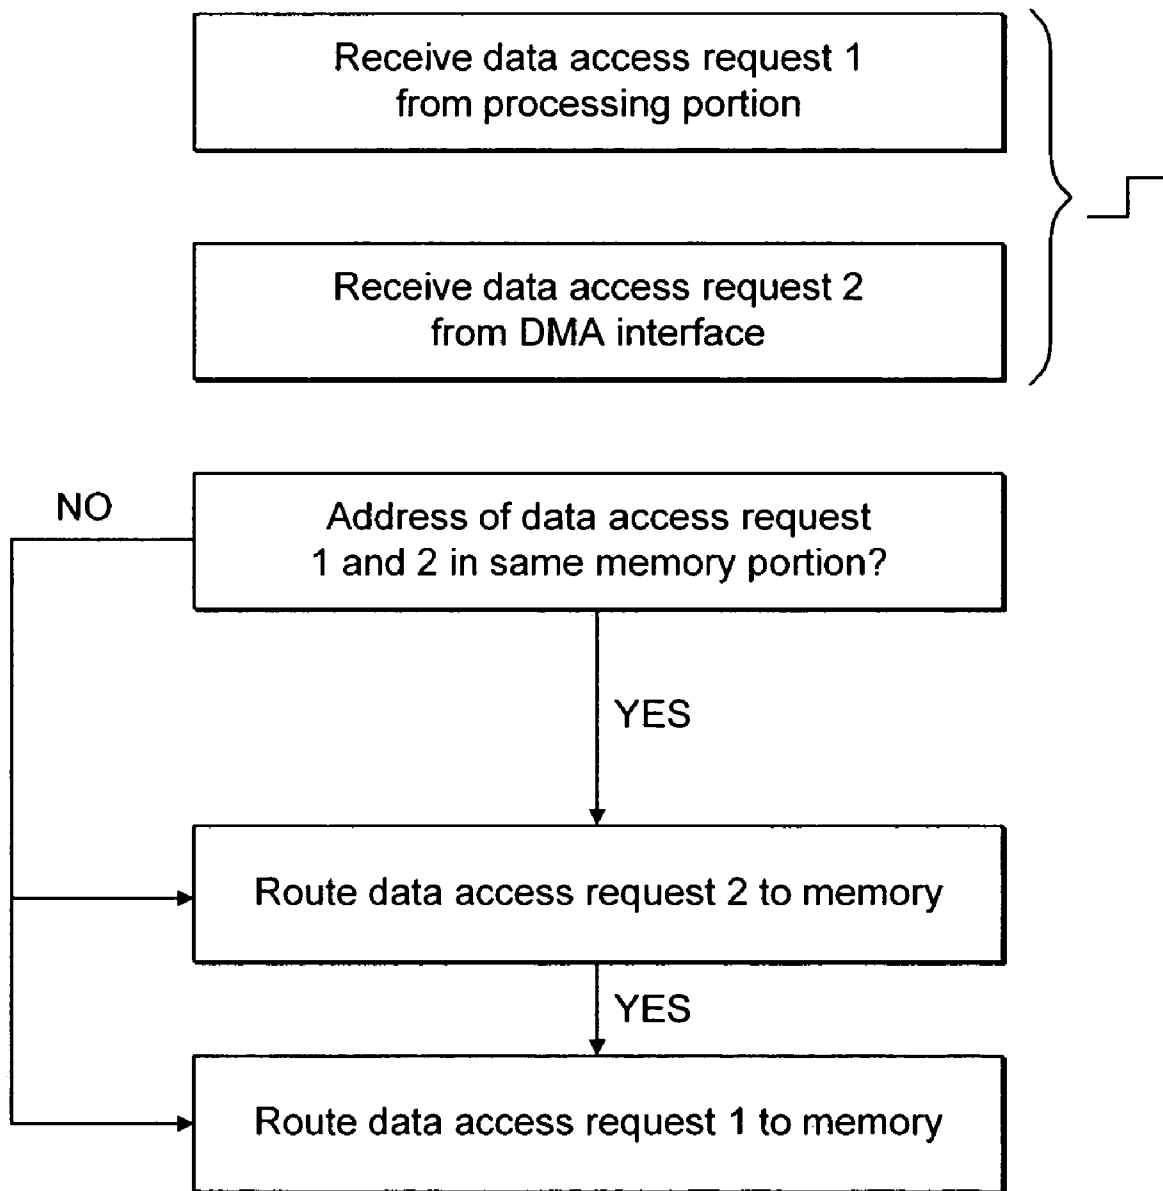 Receive data access request 1
from processing portion
Receive data access request 2
from DMA interface
NO
Address of data access request
1 and 2 in same memory portion?
YES
Route data access request 2 to memory
YES
Route data access request 1 to memory